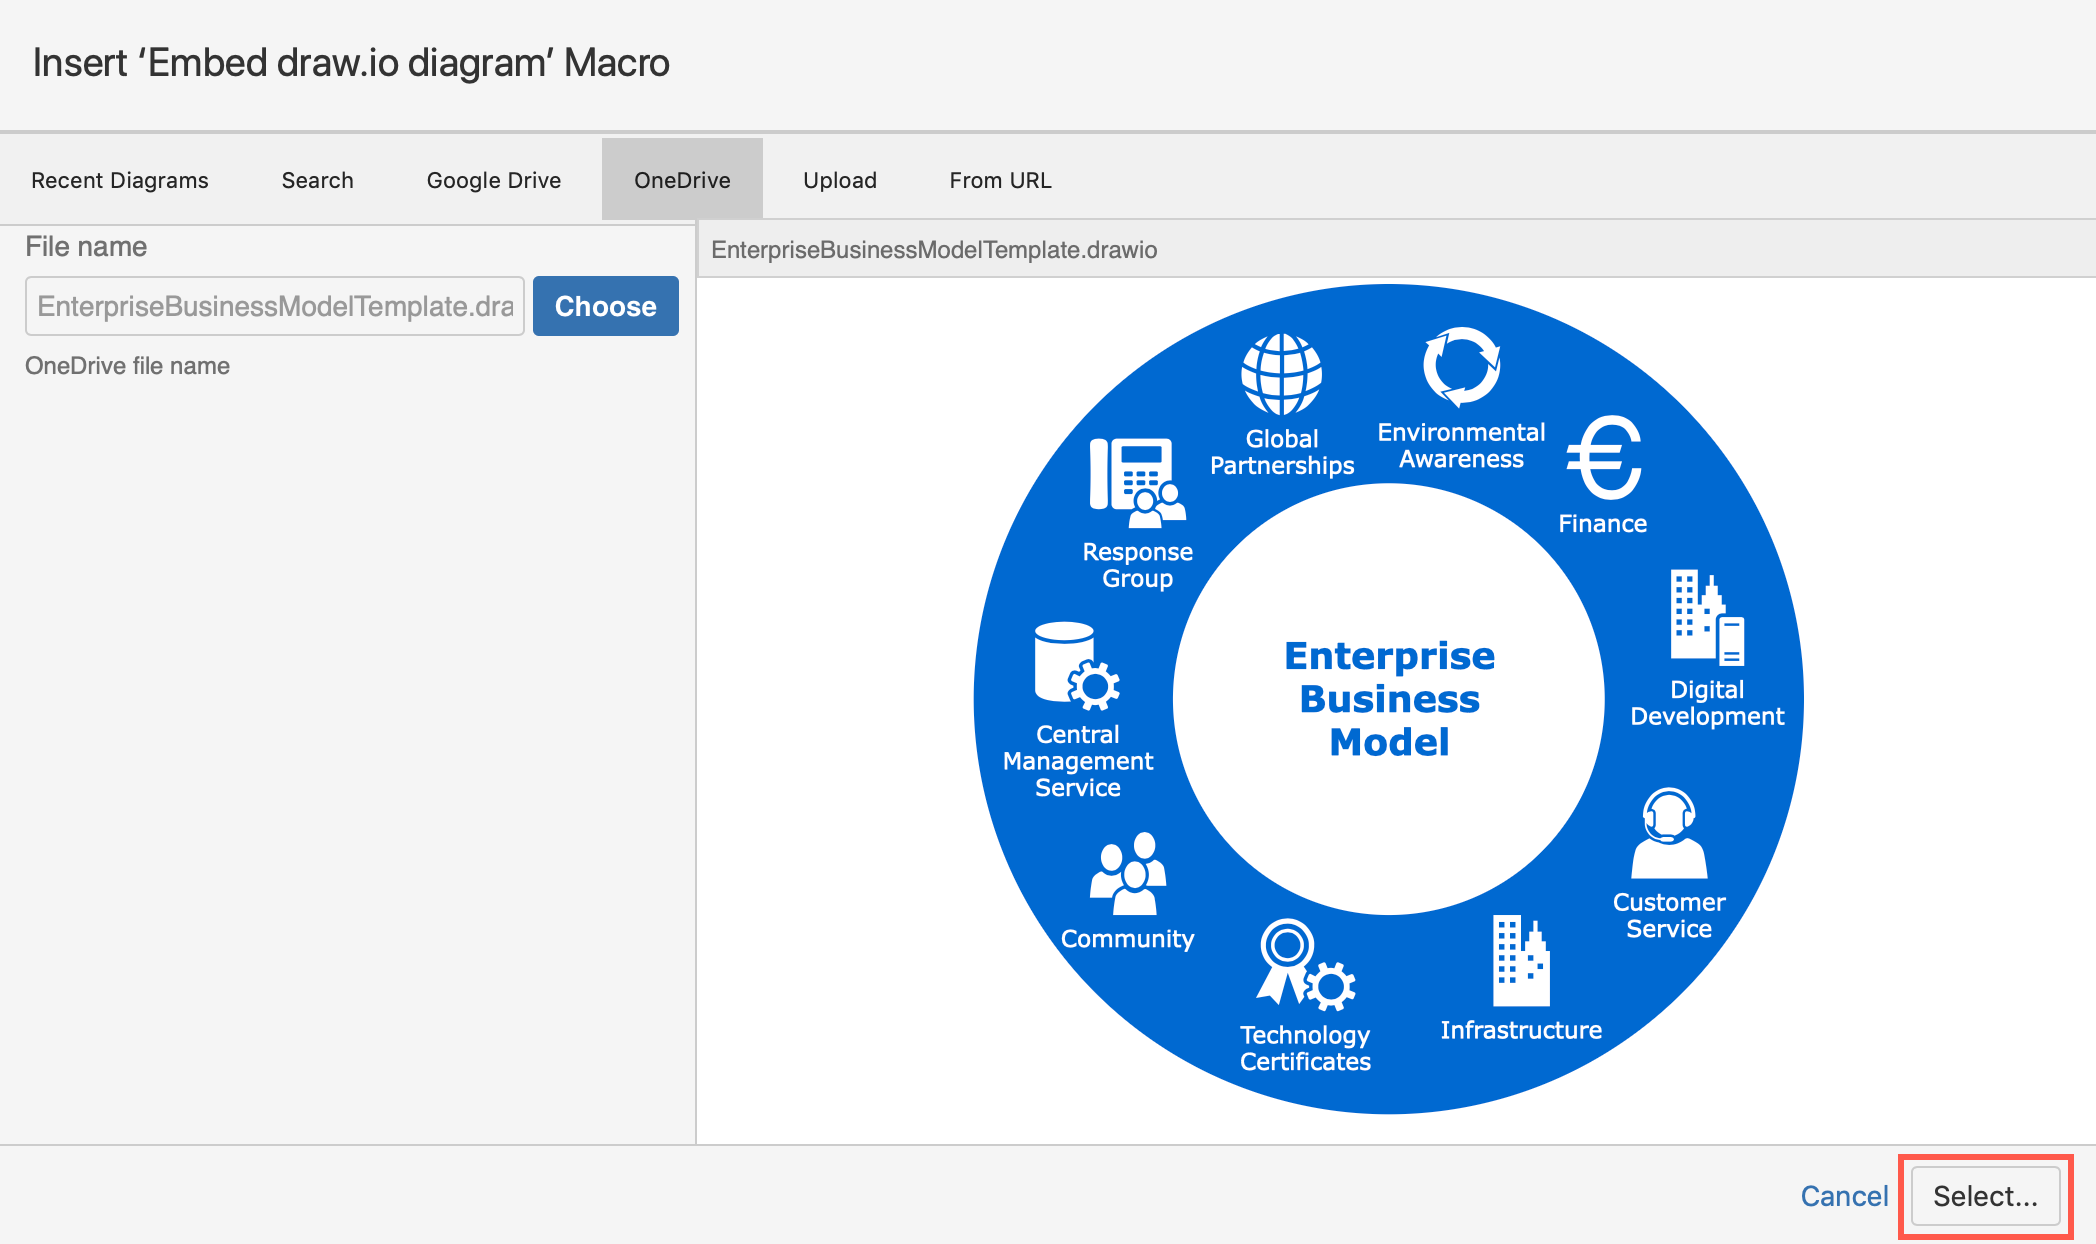 Insert ‘Embed draw.io diagram’ Macro
Recent Diagrams
Search
Google Drive
OneDrive
Upload
From URL
File name
EnterpriseBusinessModelTemplate.dra
Choose
OneDrive file name
EnterpriseBusinessModelTemplate.drawio
Global
Partnerships
Environmental
Awareness
€
Finance
Response
Group
Digital
Development
Enterprise
Business
Model
Central
Management
Service
Customer
Service
Community
Infrastructure
Technology
Certificates
Cancel
Select...